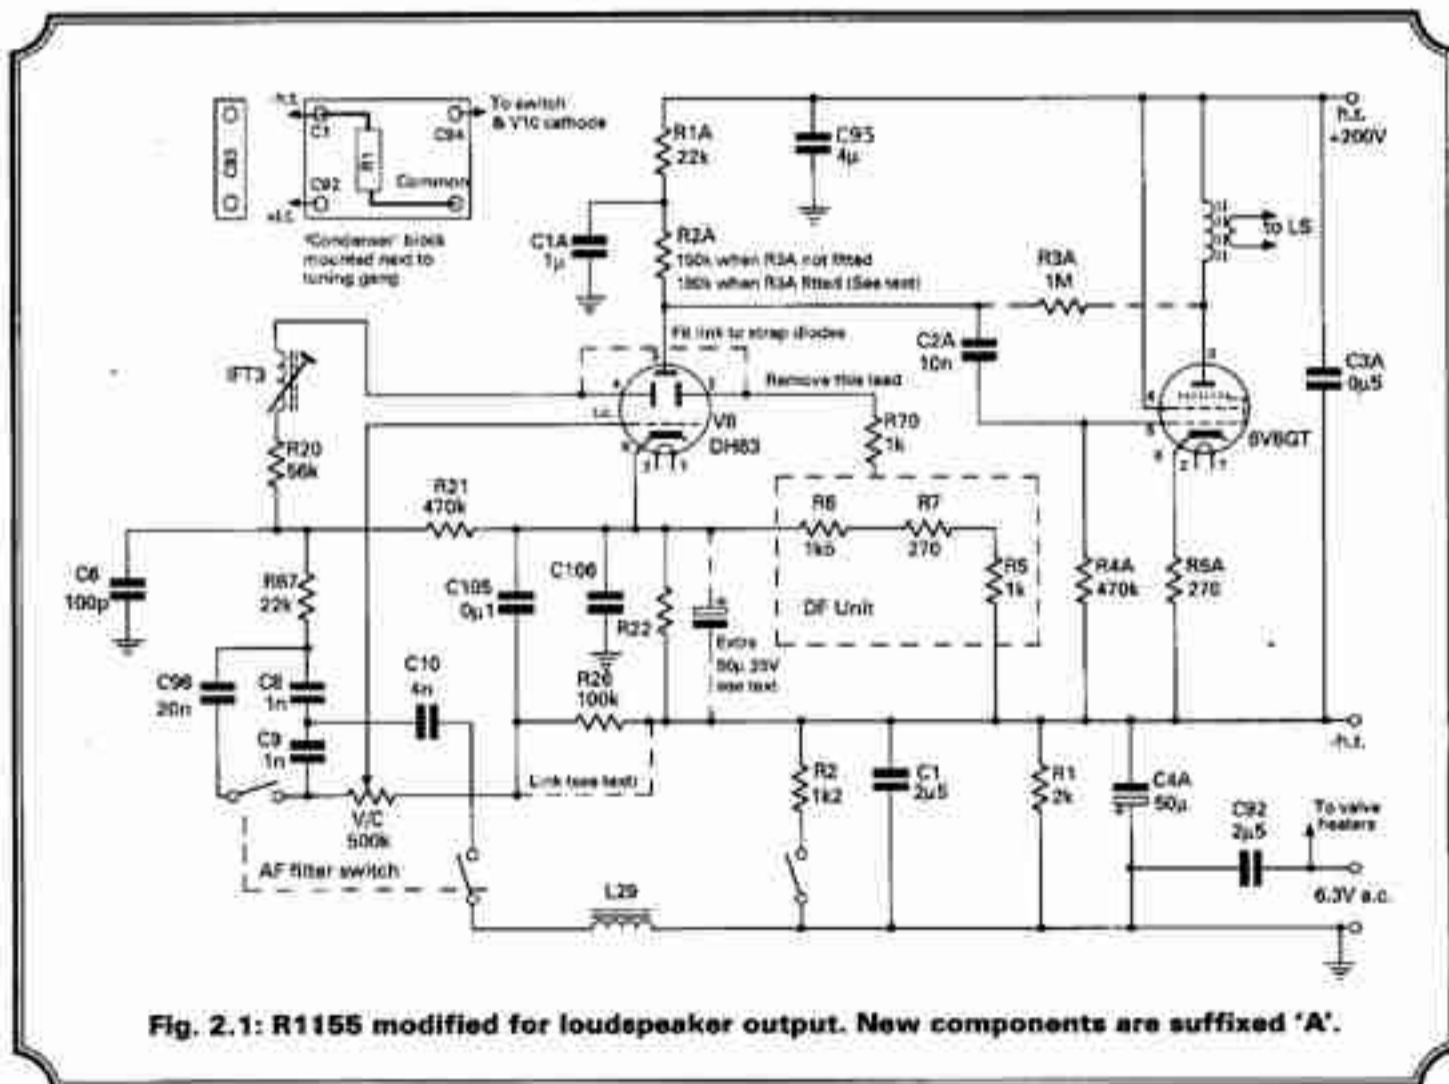 -h.t.
C1
R1
C93
C92
C94
Common
+LS
To switch
& V10 cathode
'Condenser' block
mounted next to
tuning gang
R1A
22k
C93
4µ
h.t.
+200V
C1A
1µ
R2A
150k when R3A not fitted
180k when R3A fitted (See text)
R3A
1M
to LS
Fit link to strap diodes
C2A
10n
C3A
0µ5
IFT3
Remove this lead
V8
DH63
R70
1k
6V6GT
R20
56k
R21
470k
R6
1k5
R7
270
R5
1k
DF Unit
R4A
470k
R5A
270
C6
100p
R67
22k
C105
0µ1
C106
R22
Extra
50µ 25V
see text
C98
20n
C8
1n
C10
4n
R26
100k
C9
1n
-h.t.
Link (see text)
V/C
500k
AF filter switch
R2
1k2
C1
2µ5
R1
2k
C4A
50µ
C92
2µ5
To valve
heaters
6.3V a.c.
L29
Fig. 2.1: R1155 modified for loudspeaker output. New components are suffixed 'A'.